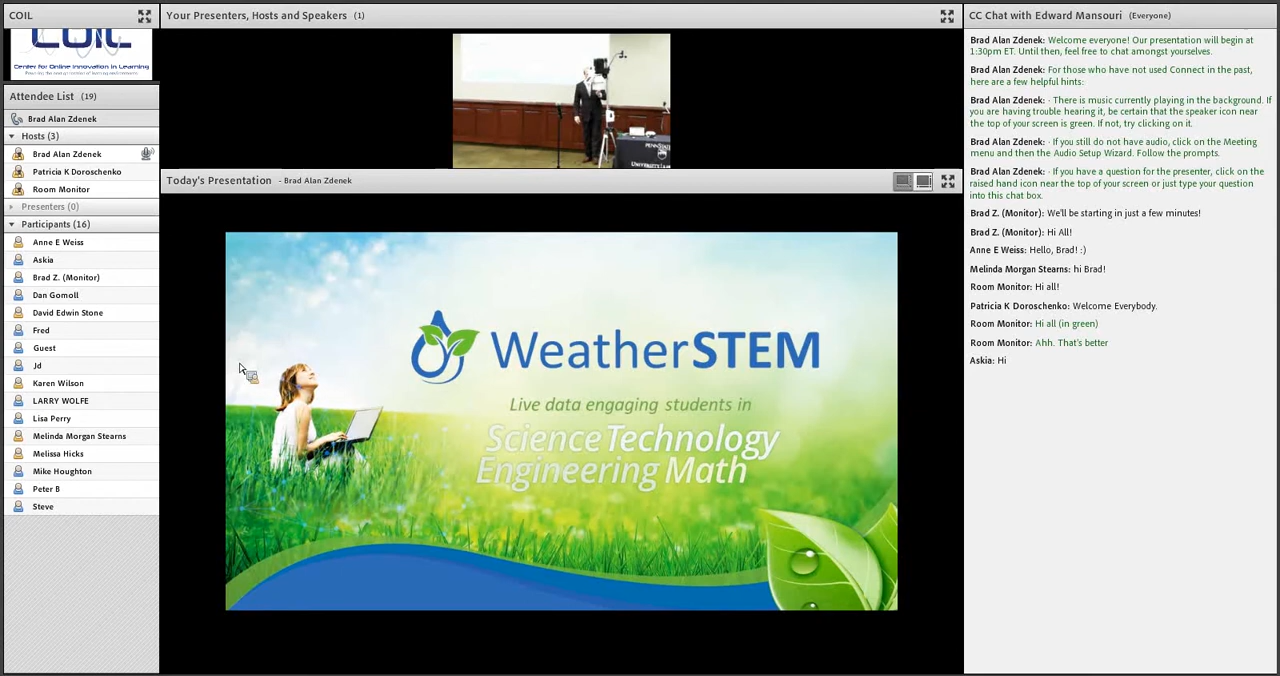 COIL
COIL
Center for Online Innovation in Learning
Attendee List (19)
Brad Alan Zdenek
Hosts (3)
Brad Alan Zdenek
Patricia K Doroschenko
Room Monitor
Presenters (0)
Participants (16)
Anne E Weiss
Askia
Brad Z. (Monitor)
Dan Gomoll
David Edwin Stone
Fred
Guest
Jd
Karen Wilson
LARRY WOLFE
Lisa Perry
Melinda Morgan Stearns
Melissa Hicks
Mike Houghton
Peter B
Steve
Your Presenters, Hosts and Speakers (1)
PENNSTATE
Today's Presentation - Brad Alan Zdenek
WeatherSTEM
Live data engaging students in
Science Technology
Engineering Math
CC Chat with Edward Mansouri (Everyone)
Brad Alan Zdenek: Welcome everyone! Our presentation will begin at
1:30pm ET. Until then, feel free to chat amongst yourselves.
Brad Alan Zdenek: For those who have not used Connect in the past,
here are a few helpful hints:
Brad Alan Zdenek: - There is music currently playing in the background. If
you are having trouble hearing it, be certain that the speaker icon near
the top of your screen is green. If not, try clicking on it.
Brad Alan Zdenek: - If you still do not have audio, click on the Meeting
menu and then the Audio Setup Wizard. Follow the prompts.
Brad Alan Zdenek: - If you have a question for the presenter, click on the
raised hand icon near the top of your screen or just type your question
into this chat box.
Brad Z. (Monitor): We'll be starting in just a few minutes!
Brad Z. (Monitor): Hi All!
Anne E Weiss: Hello, Brad! :)
Melinda Morgan Stearns: hi Brad!
Room Monitor: Hi all!
Patricia K Doroschenko: Welcome Everybody.
Room Monitor: Hi all (in green)
Room Monitor: Ahh. That's better
Askia: Hi